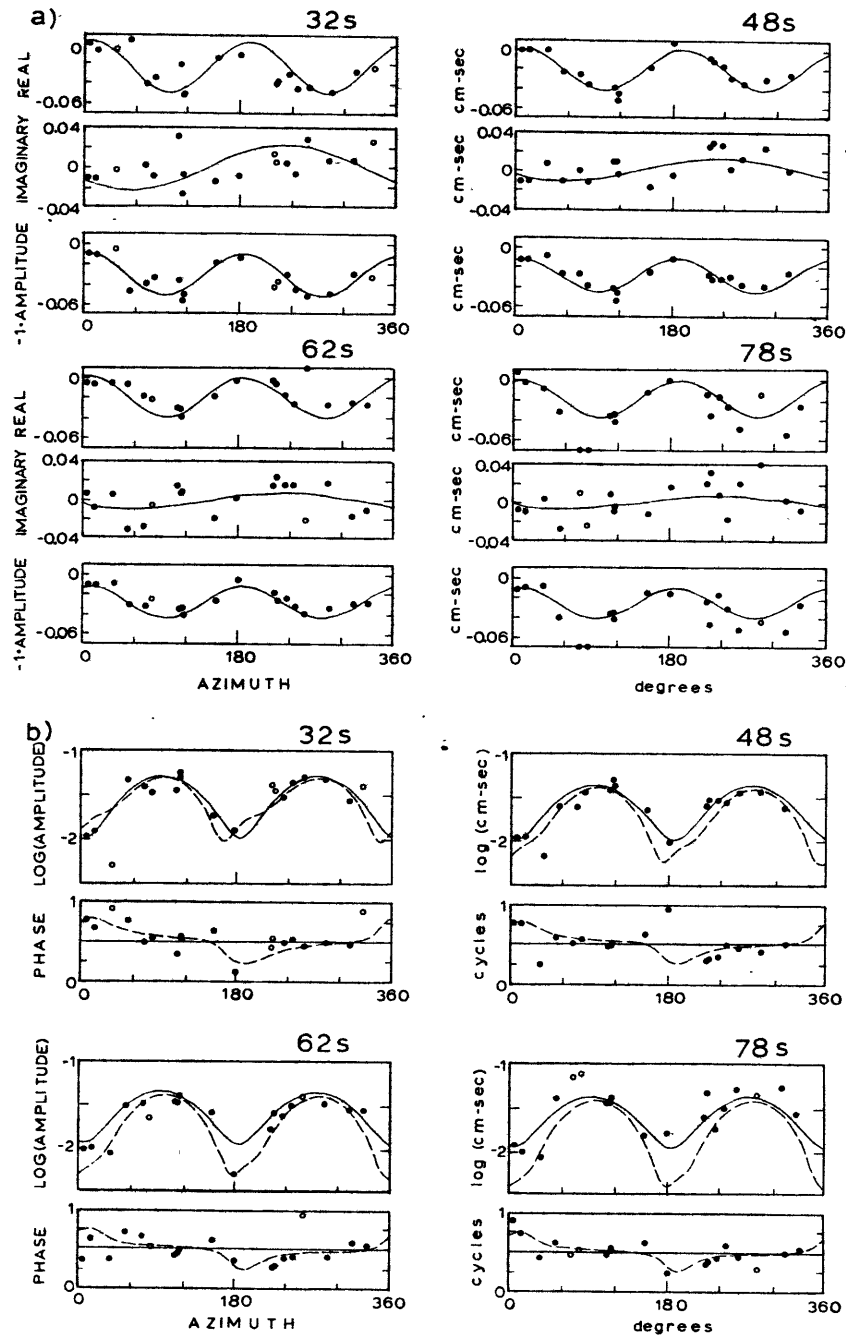 a)
32s
48s
REAL
0
-0.06
cm-sec
0
-0.06
IMAGINARY
0.04
0
-0.04
cm-sec
0.04
0
-0.04
-1·AMPLITUDE
0
-0.06
cm-sec
0
-0.06
0
180
360
0
180
360
62s
78s
REAL
0
-0.06
cm-sec
0
-0.06
IMAGINARY
0.04
0
-0.04
cm-sec
0.04
0
-0.04
-1·AMPLITUDE
0
-0.06
cm-sec
0
-0.06
0
180
360
0
180
360
AZIMUTH
degrees
b)
32s
48s
LOG(AMPLITUDE)
-1
-2
log (cm-sec)
-1
-2
PHASE
1
0
cycles
1
0
0
180
360
0
180
360
62s
78s
LOG(AMPLITUDE)
-1
-2
log (cm-sec)
-1
-2
PHASE
1
0
cycles
1
0
0
180
360
0
180
360
AZIMUTH
degrees